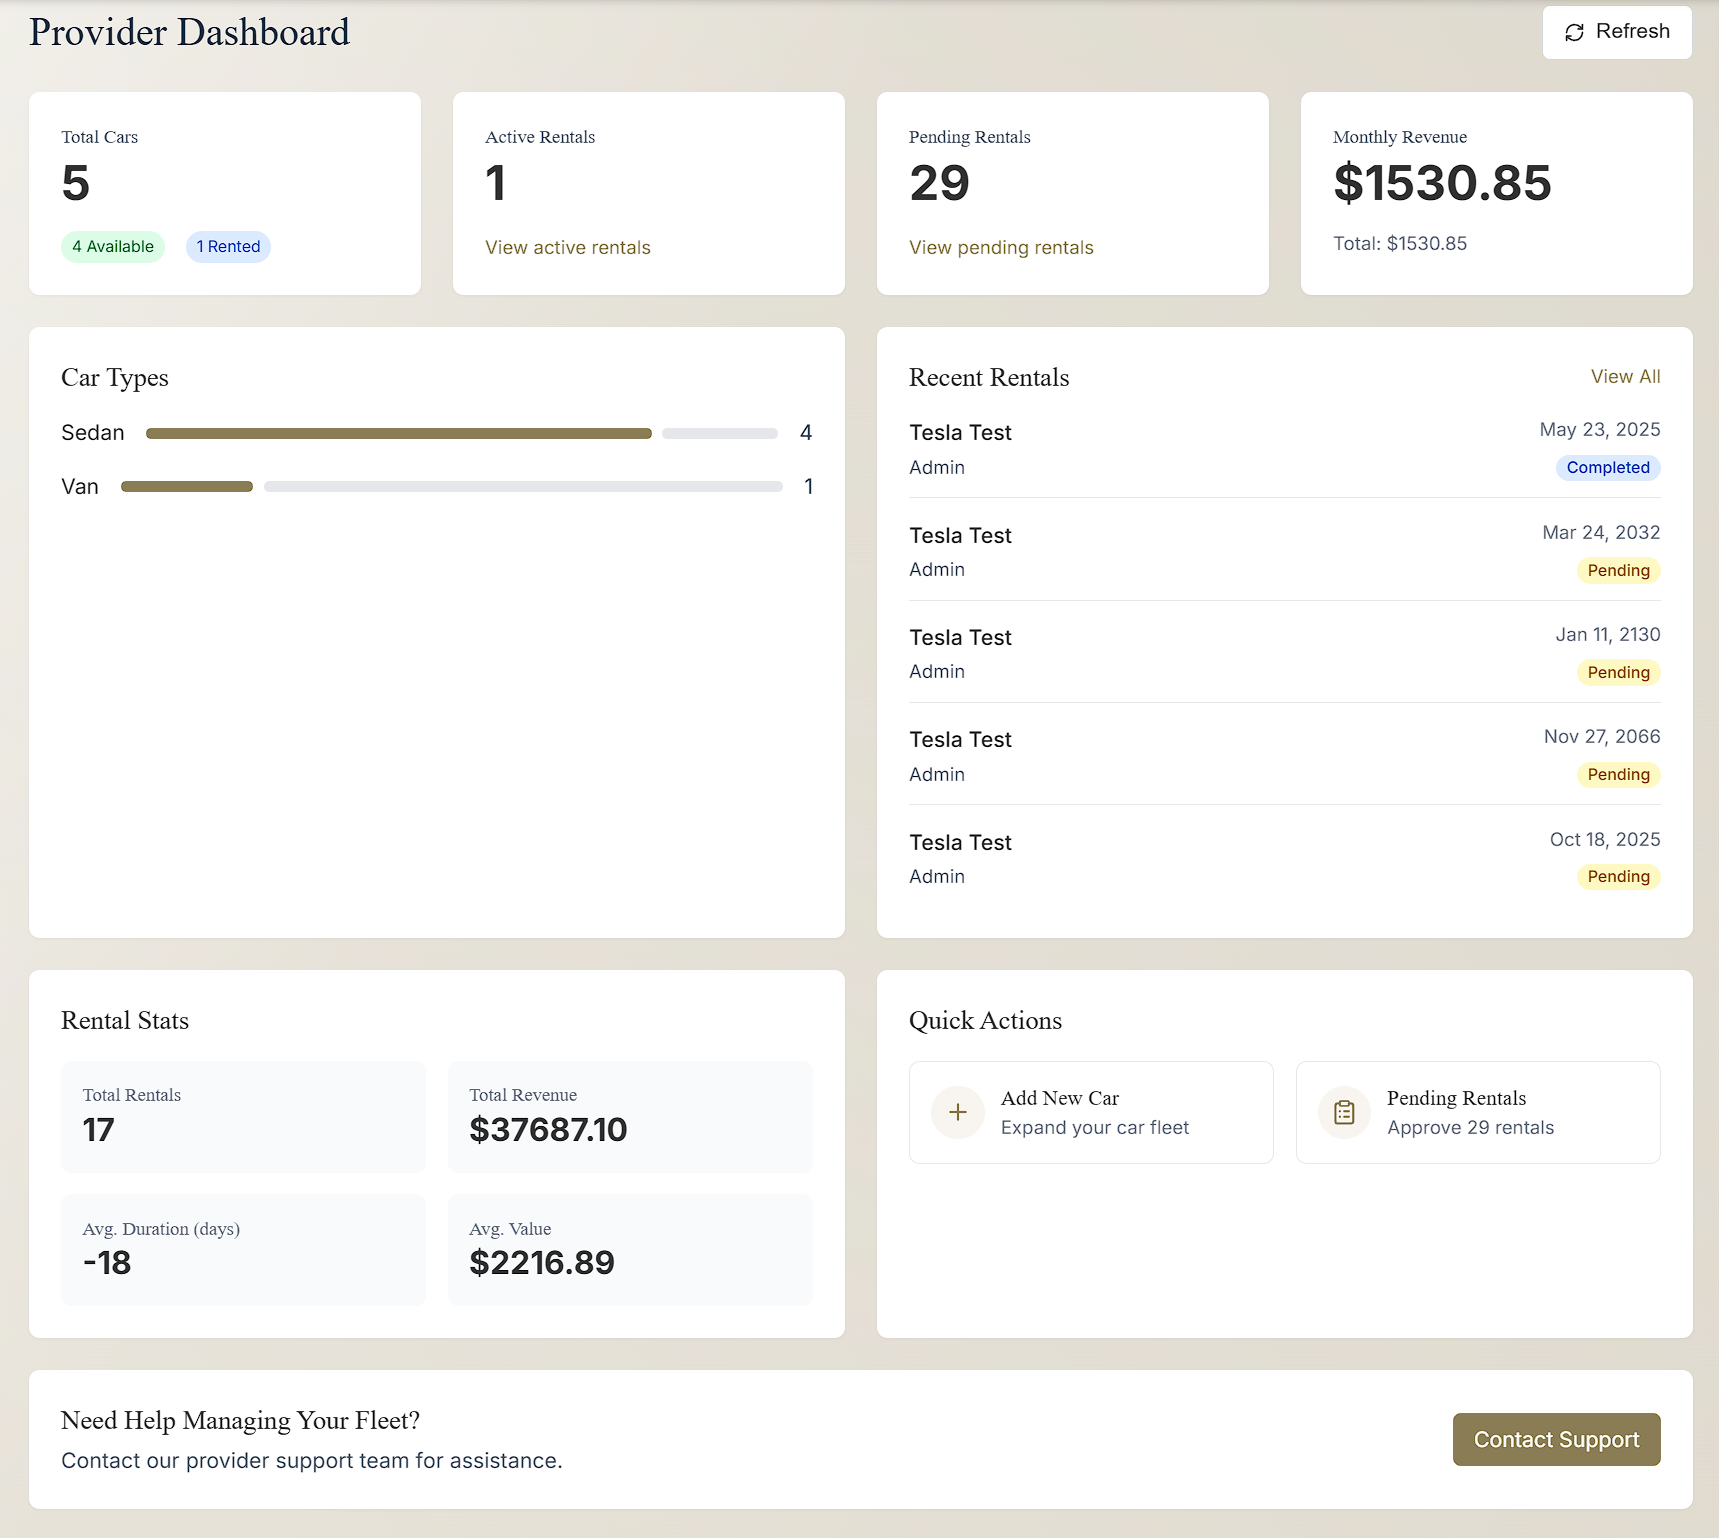 Provider Dashboard
Refresh
Total Cars
5
4 Available
1 Rented
Active Rentals
1
View active rentals
Pending Rentals
29
View pending rentals
Monthly Revenue
$1530.85
Total: $1530.85
Car Types
Sedan
4
Van
1
Recent Rentals
View All
Tesla Test
May 23, 2025
Admin
Completed
Tesla Test
Mar 24, 2032
Admin
Pending
Tesla Test
Jan 11, 2130
Admin
Pending
Tesla Test
Nov 27, 2066
Admin
Pending
Tesla Test
Oct 18, 2025
Admin
Pending
Rental Stats
Total Rentals
17
Total Revenue
$37687.10
Avg. Duration (days)
-18
Avg. Value
$2216.89
Quick Actions
Add New Car
Expand your car fleet
Pending Rentals
Approve 29 rentals
Need Help Managing Your Fleet?
Contact our provider support team for assistance.
Contact Support